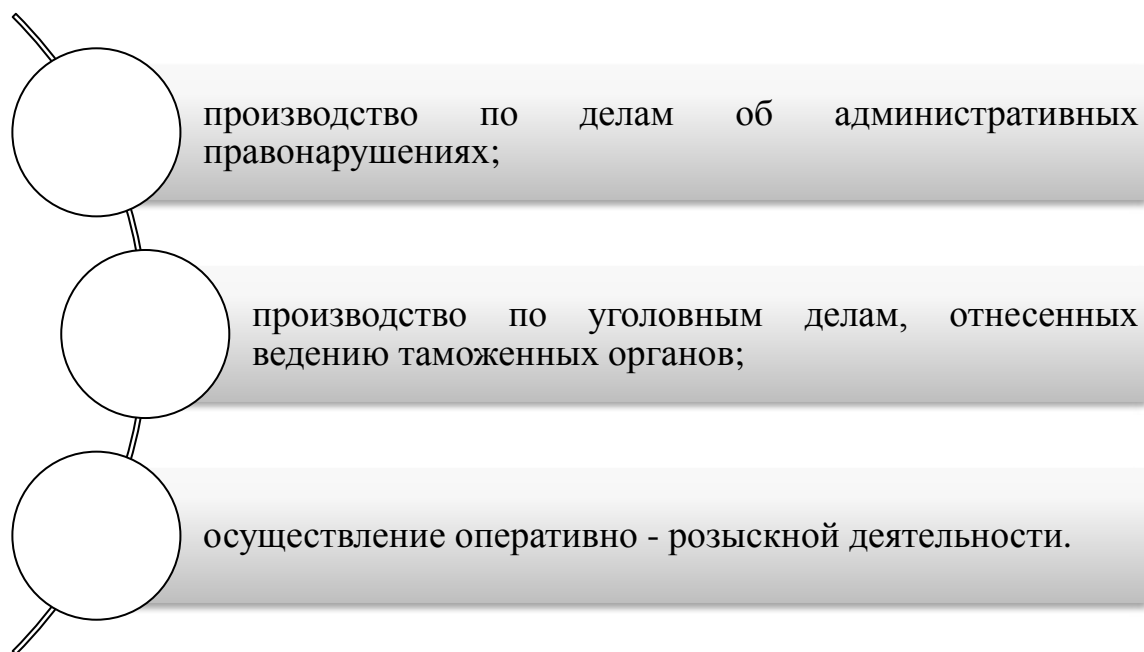 производство по делам об административных
правонарушениях;
производство по уголовным делам, отнесенных
ведению таможенных органов;
осуществление оперативно - розыскной деятельности.